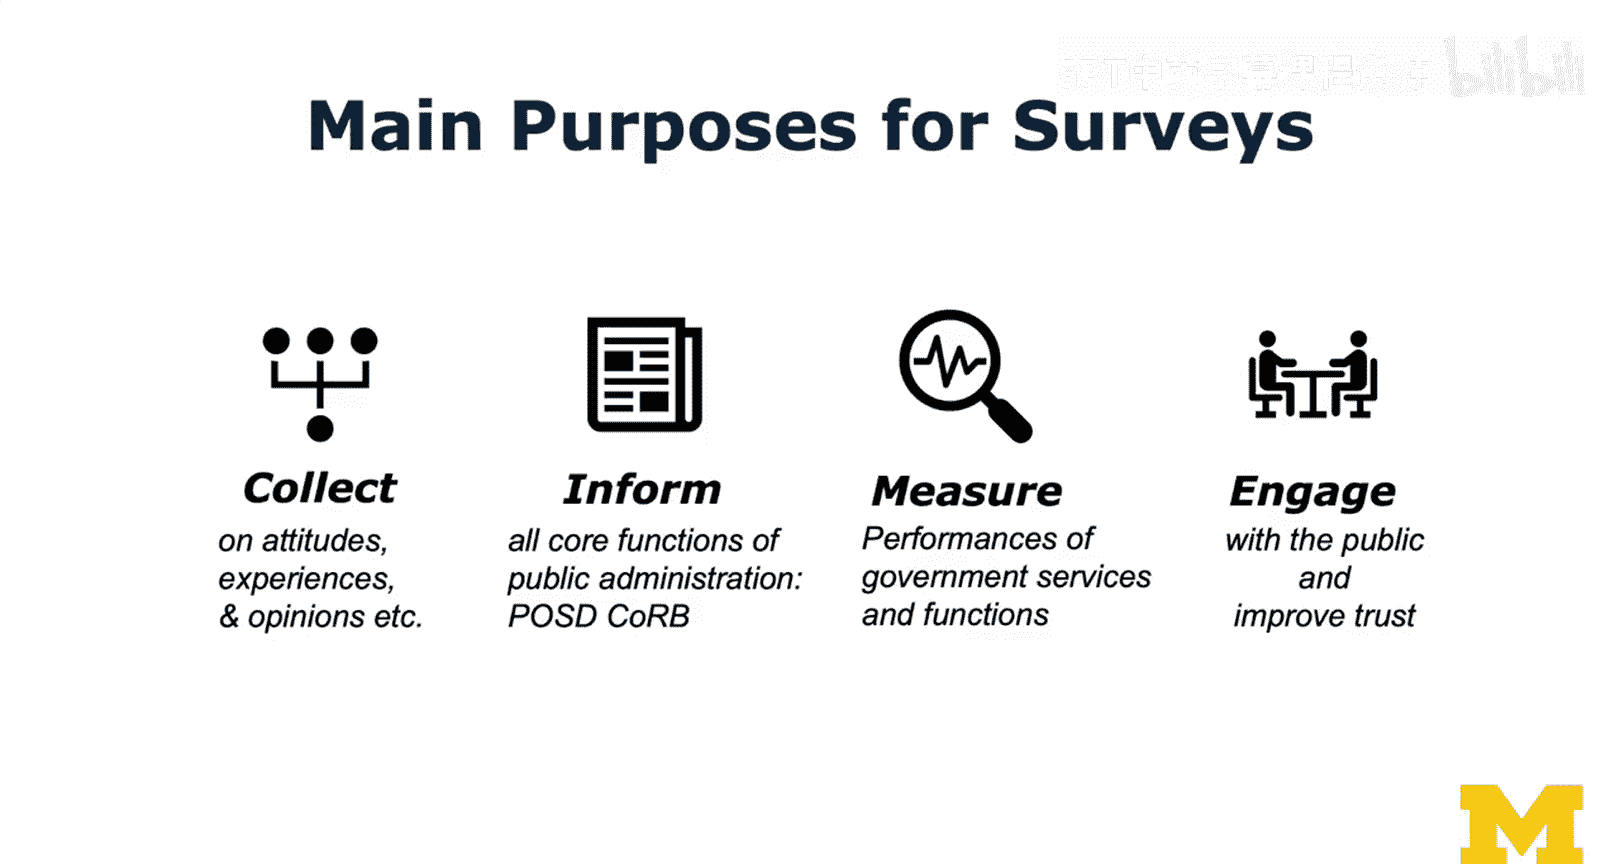 bilibili
Main Purposes for Surveys
Collect
on attitudes,
experiences,
& opinions etc.
Inform
all core functions of
public administration:
POSD CoRB
Measure
Performances of
government services
and functions
Engage
with the public
and
improve trust
M